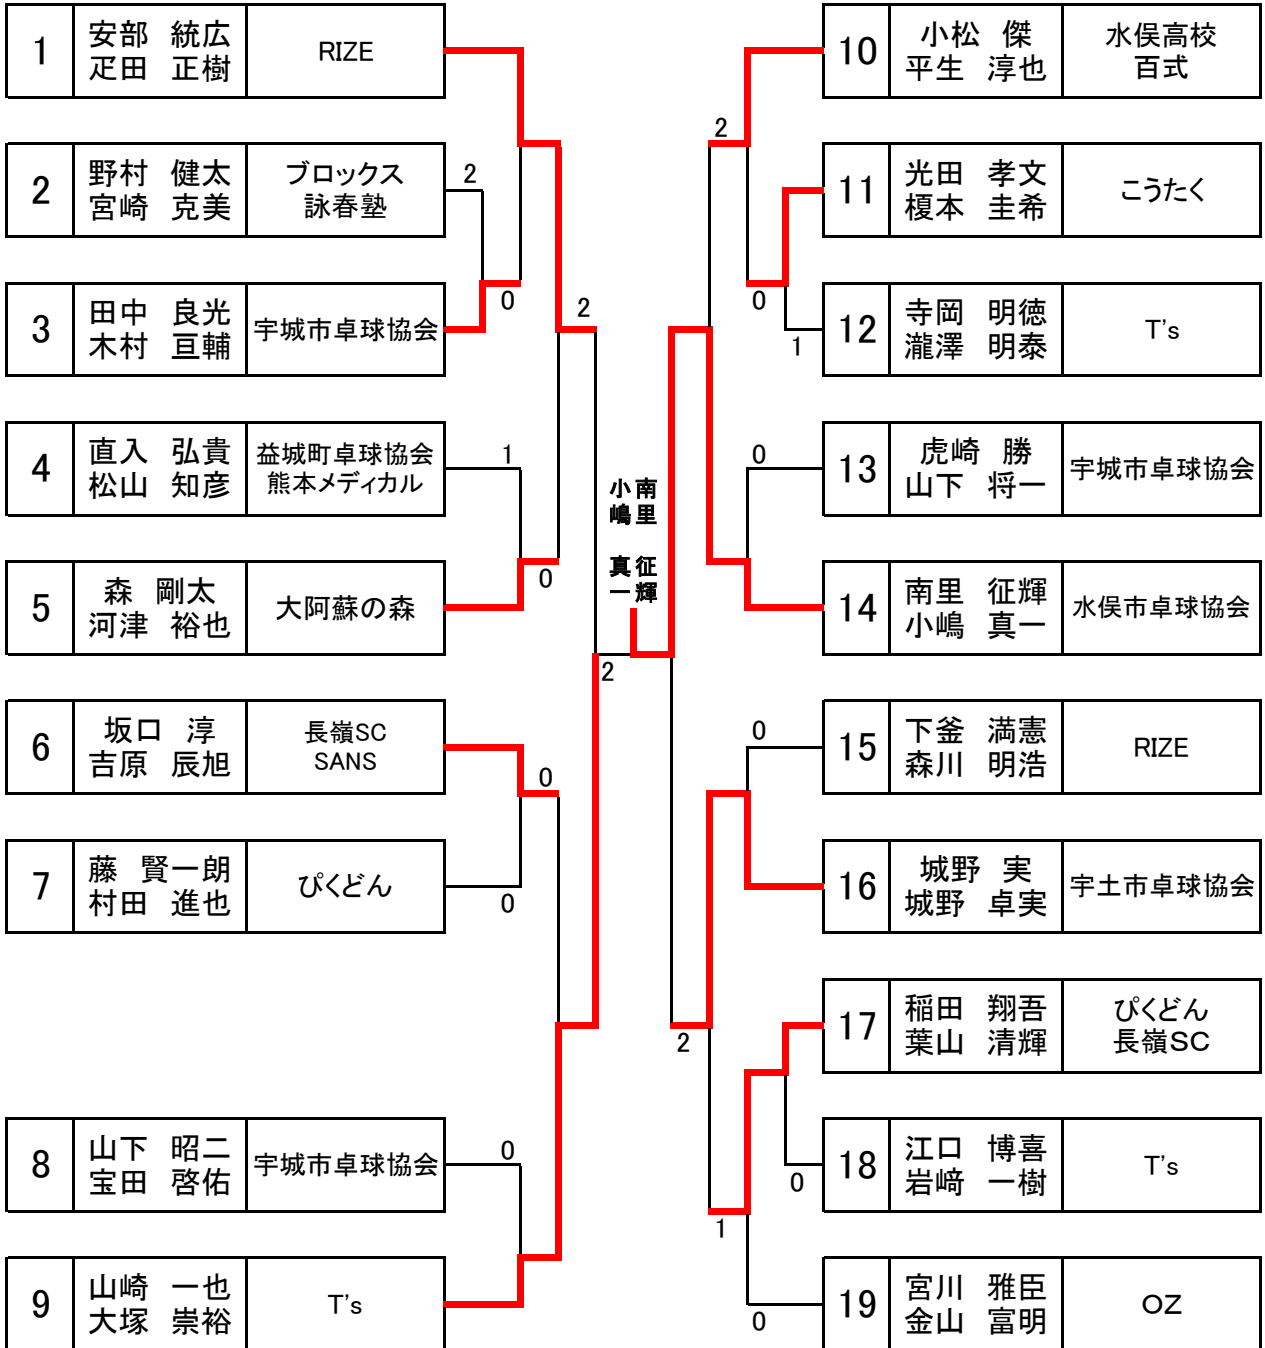 1
安部 統広
疋田 正樹
RIZE
2
野村 健太
宮崎 克美
ブロックス
詠春塾
2
3
田中 良光
木村 亘輔
宇城市卓球協会
0
2
4
直入 弘貴
松山 知彦
益城町卓球協会
熊本メディカル
1
5
森 剛太
河津 裕也
大阿蘇の森
0
6
坂口 淳
吉原 辰旭
長嶺SC
SANS
0
7
藤 賢一朗
村田 進也
ぴくどん
0
8
山下 昭二
宝田 啓佑
宇城市卓球協会
0
9
山崎 一也
大塚 崇裕
T's
南里 征輝
小嶋 真一
2
10
小松 傑
平生 淳也
水俣高校
百式
2
11
光田 孝文
榎本 圭希
こうたく
0
12
寺岡 明徳
瀧澤 明泰
T's
1
13
虎崎 勝
山下 将一
宇城市卓球協会
0
14
南里 征輝
小嶋 真一
水俣市卓球協会
15
下釜 満憲
森川 明浩
RIZE
0
16
城野 実
城野 卓実
宇土市卓球協会
17
稲田 翔吾
葉山 清輝
ぴくどん
長嶺SC
2
18
江口 博喜
岩﨑 一樹
T's
0
1
19
宮川 雅臣
金山 富明
OZ
0